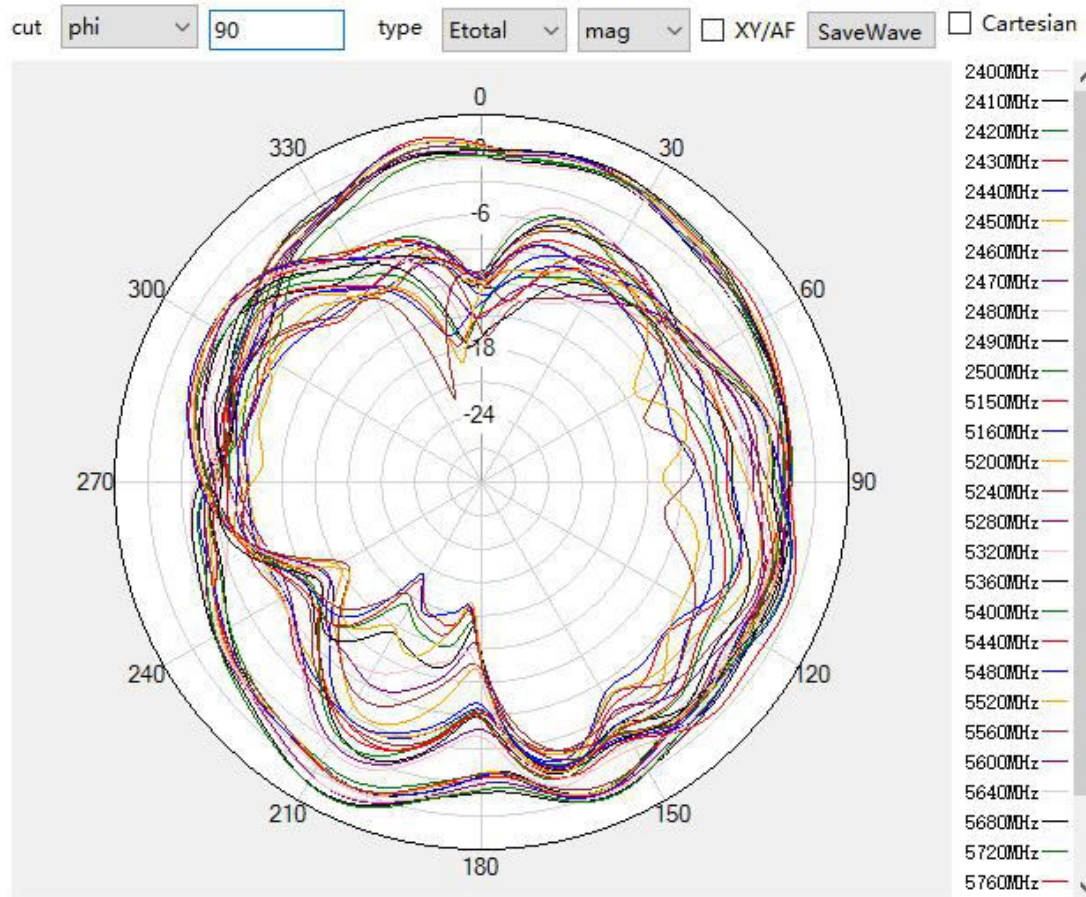 cut phi 90 type Etotal mag XY/AF SaveWave Cartesian
0
330 30
-6
300 60
-18
-24
270 90
240 120
210 150
180
2400MHz
2410MHz
2420MHz
2430MHz
2440MHz
2450MHz
2460MHz
2470MHz
2480MHz
2490MHz
2500MHz
5150MHz
5160MHz
5200MHz
5240MHz
5280MHz
5320MHz
5360MHz
5400MHz
5440MHz
5480MHz
5520MHz
5560MHz
5600MHz
5640MHz
5680MHz
5720MHz
5760MHz